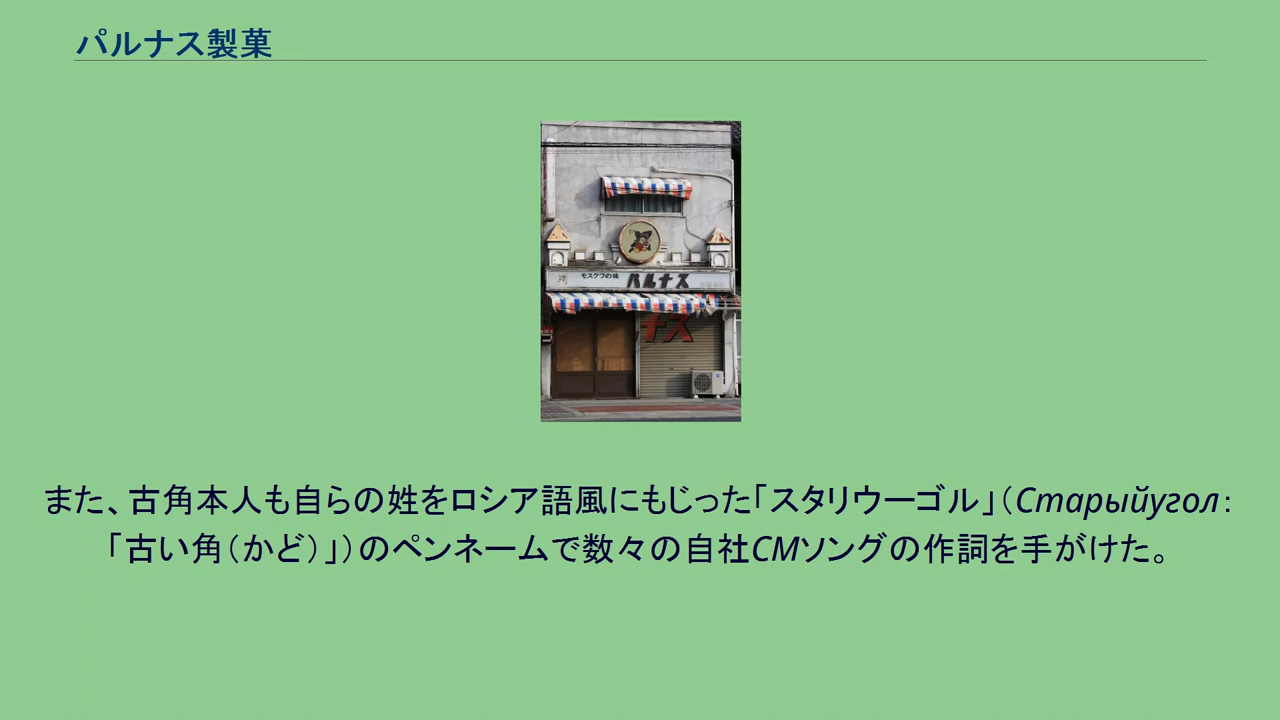 パルナス製菓
モスクワの味 パルナス
ナス
また、古角本人も自らの姓をロシア語風にもじった「スタリウーゴル」（Старыйугол：
「古い角（かど）」）のペンネームで数々の自社CMソングの作詞を手がけた。